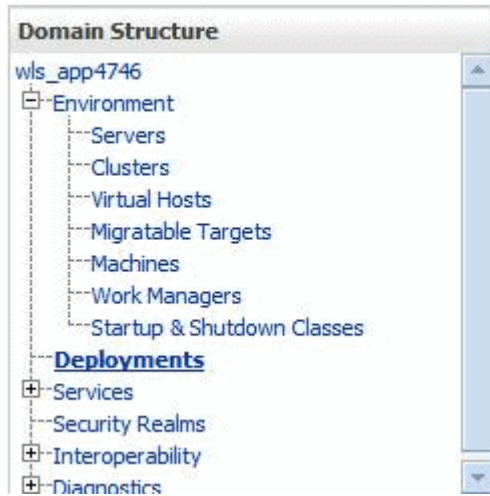 Domain Structure
wls_app4746
Environment
Servers
Clusters
Virtual Hosts
Migratable Targets
Machines
Work Managers
Startup & Shutdown Classes
Deployments
Services
Security Realms
Interoperability
Diagnostics